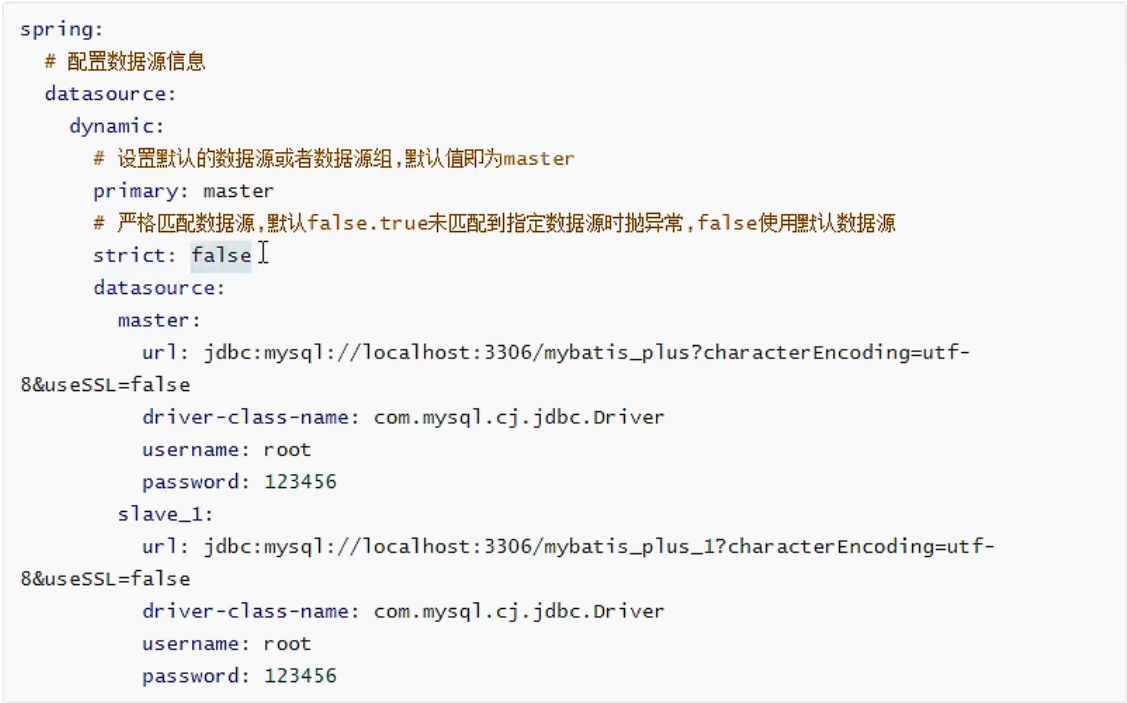 spring:
# 配置数据源信息
datasource:
dynamic:
# 设置默认的数据源或者数据源组,默认值即为master
primary: master
# 严格匹配数据源,默认false.true未匹配到指定数据源时抛异常,false使用默认数据源
strict: false
datasource:
master:
url: jdbc:mysql://localhost:3306/mybatis_plus?characterEncoding=utf-
8&useSSL=false
driver-class-name: com.mysql.cj.jdbc.Driver
username: root
password: 123456
slave_1:
url: jdbc:mysql://localhost:3306/mybatis_plus_1?characterEncoding=utf-
8&useSSL=false
driver-class-name: com.mysql.cj.jdbc.Driver
username: root
password: 123456